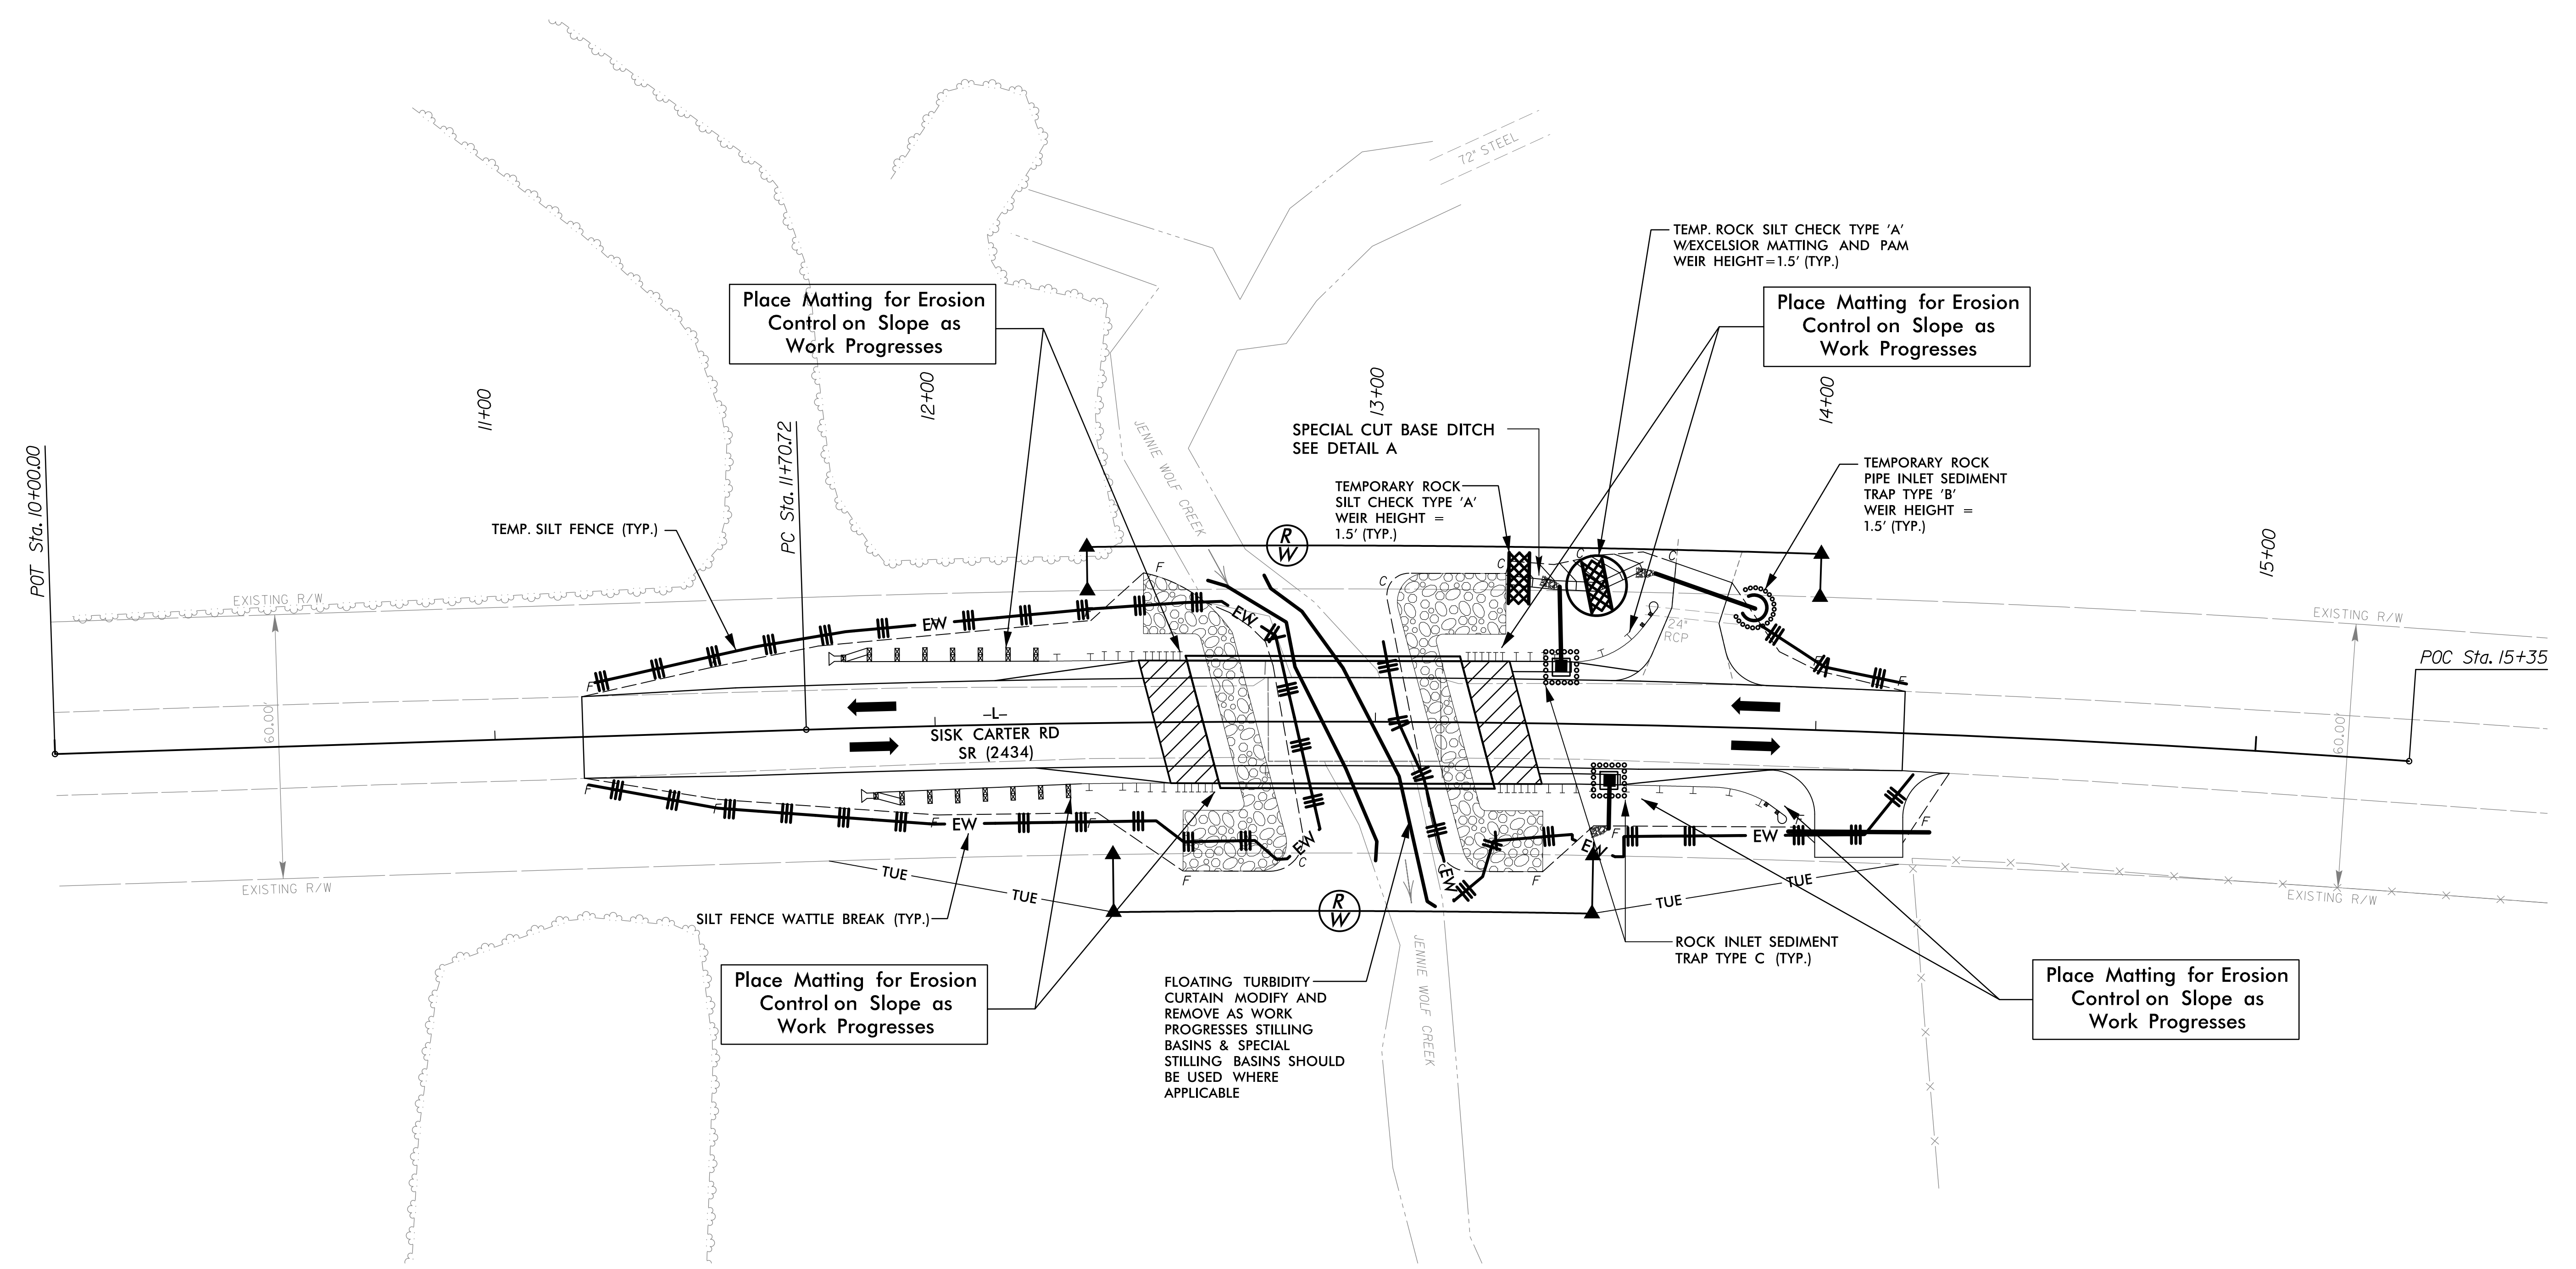 72" STEEL
TEMP. ROCK SILT CHECK TYPE 'A'
W/EXCELSIOR MATTING AND PAM
WEIR HEIGHT=1.5' (TYP.)
Place Matting for Erosion
Control on Slope as
Work Progresses
Place Matting for Erosion
Control on Slope as
Work Progresses
11+00
12+00
13+00
14+00
15+00
POT Sta. 10+00.00
PC Sta. 11+70.72
JENNIE WOLF CREEK
SPECIAL CUT BASE DITCH
SEE DETAIL A
TEMPORARY ROCK
SILT CHECK TYPE 'A'
WEIR HEIGHT =
1.5' (TYP.)
TEMPORARY ROCK
PIPE INLET SEDIMENT
TRAP TYPE 'B'
WEIR HEIGHT =
1.5' (TYP.)
TEMP. SILT FENCE (TYP.)
R
W
C
C
C
C
F
EXISTING R/W
EXISTING R/W
EW
EW
24"
RCP
F
F
POC Sta. 15+35
60.00'
60.00'
-L-
SISK CARTER RD
SR (2434)
F
F
F
F
EW
EW
EW
EW
EW
F
F
F
F
C
C
EXISTING R/W
EXISTING R/W
TUE
TUE
TUE
TUE
R
W
SILT FENCE WATTLE BREAK (TYP.)
ROCK INLET SEDIMENT
TRAP TYPE C (TYP.)
JENNIE WOLF CREEK
Place Matting for Erosion
Control on Slope as
Work Progresses
FLOATING TURBIDITY
CURTAIN MODIFY AND
REMOVE AS WORK
PROGRESSES STILLING
BASINS & SPECIAL
STILLING BASINS SHOULD
BE USED WHERE
APPLICABLE
Place Matting for Erosion
Control on Slope as
Work Progresses